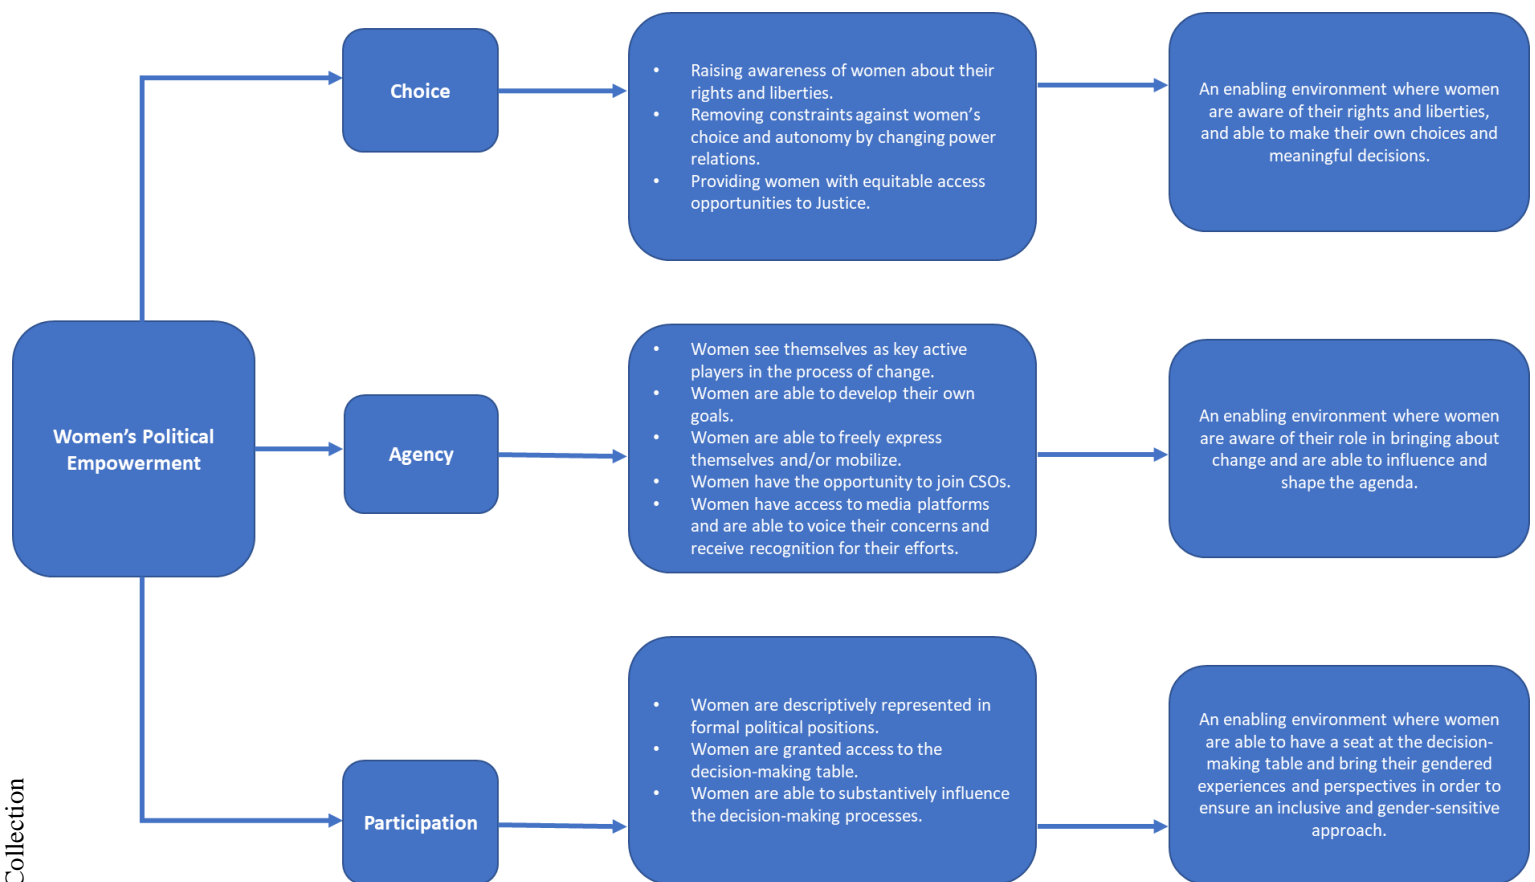 Choice
• Raising awareness of women about their
rights and liberties.
• Removing constraints against women's
choice and autonomy by changing power
relations.
• Providing women with equitable access
opportunities to Justice.
An enabling environment where women
are aware of their rights and liberties,
and able to make their own choices and
meaningful decisions.
Women's Political
Empowerment
Agency
• Women see themselves as key active
players in the process of change.
• Women are able to develop their own
goals.
• Women are able to freely express
themselves and/or mobilize.
• Women have the opportunity to join CSOs.
• Women have access to media platforms
and are able to voice their concerns and
receive recognition for their efforts.
An enabling environment where women
are aware of their role in bringing about
change and are able to influence and
shape the agenda.
Participation
• Women are descriptively represented in
formal political positions.
• Women are granted access to the
decision-making table.
• Women are able to substantively influence
the decision-making processes.
An enabling environment where women
are able to have a seat at the decision-
making table and bring their gendered
experiences and perspectives in order to
ensure an inclusive and gender-sensitive
approach.
Collection